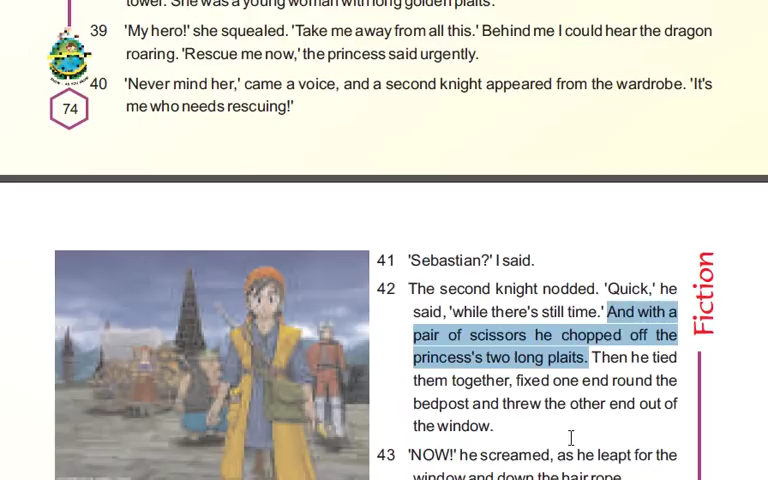 tower. She was a young woman with long golden plaits.
39 'My hero!' she squealed. 'Take me away from all this.' Behind me I could hear the dragon
roaring. 'Rescue me now,' the princess said urgently.
40 'Never mind her,' came a voice, and a second knight appeared from the wardrobe. 'It's
me who needs rescuing!'
74
41 'Sebastian?' I said.
42 The second knight nodded. 'Quick,' he
said, 'while there's still time.' And with a
pair of scissors he chopped off the
princess's two long plaits. Then he tied
them together, fixed one end round the
bedpost and threw the other end out of
the window.
43 'NOW!' he screamed, as he leapt for the
window and down the hair rope.
Fiction